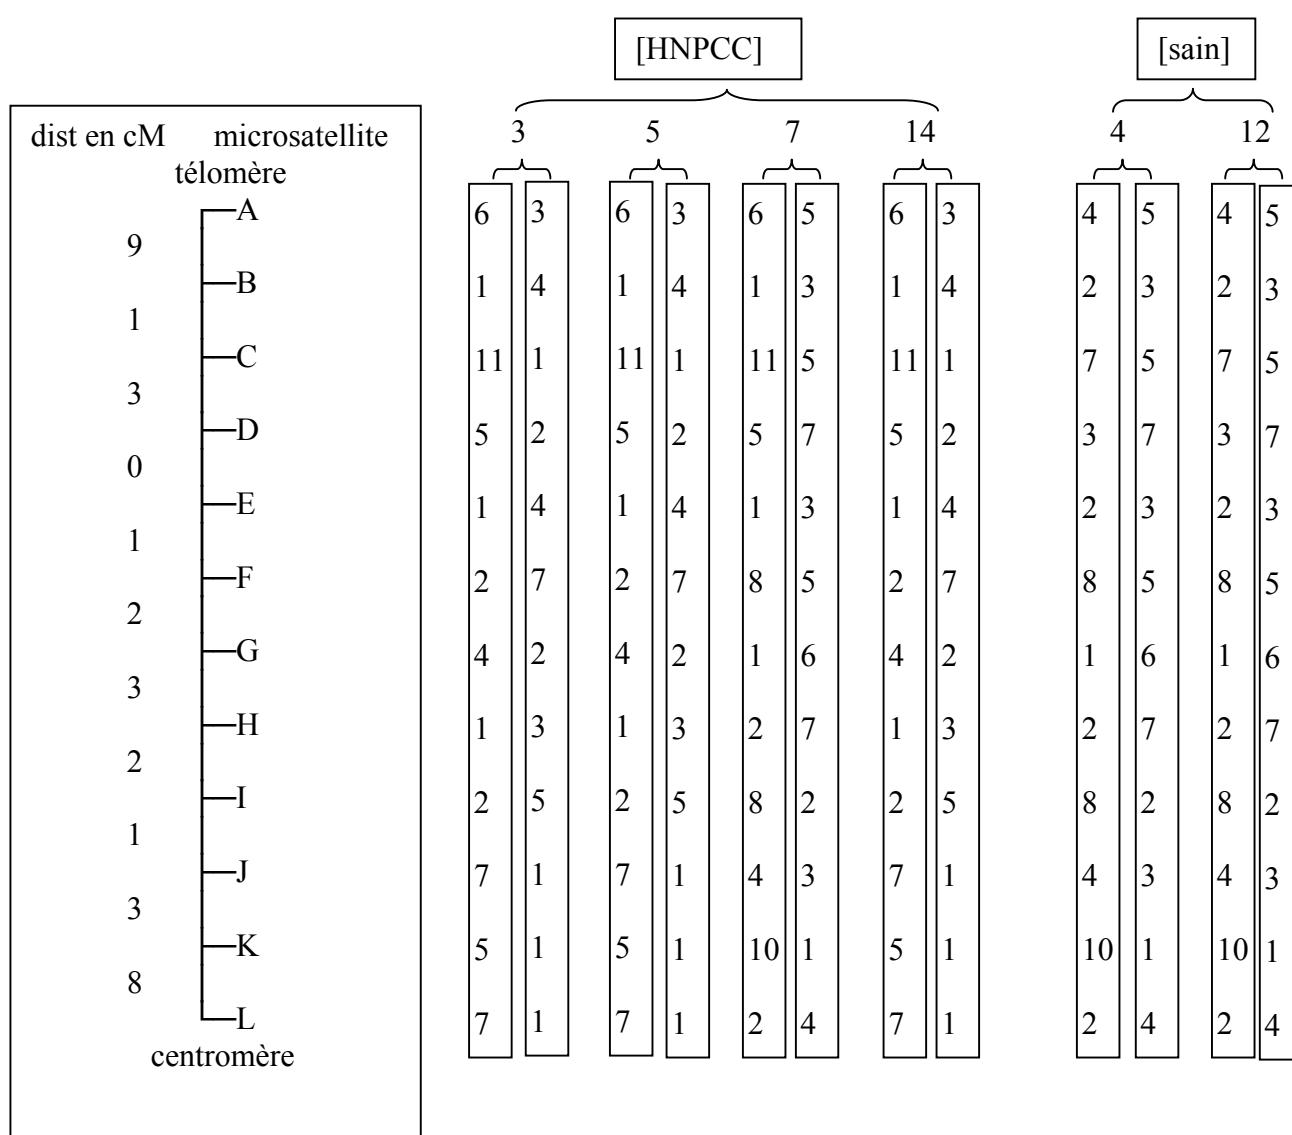 [HNPCC] [sain]
dist en cM microsatellite 3 5 7 14 4 12
télomère
A 6 3 6 3 6 5 6 3 4 5 4 5
9
B 1 4 1 4 1 3 1 4 2 3 2 3
1
C 11 1 11 1 11 5 11 1 7 5 7 5
3
D 5 2 5 2 5 7 5 2 3 7 3 7
0
E 1 4 1 4 1 3 1 4 2 3 2 3
1
F 2 7 2 7 8 5 2 7 8 5 8 5
2
G 4 2 4 2 1 6 4 2 1 6 1 6
3
H 1 3 1 3 2 7 1 3 2 7 2 7
2
I 2 5 2 5 8 2 2 5 8 2 8 2
1
J 7 1 7 1 4 3 7 1 4 3 4 3
3
K 5 1 5 1 10 1 5 1 10 1 10 1
8
L 7 1 7 1 2 4 7 1 2 4 2 4
centromère